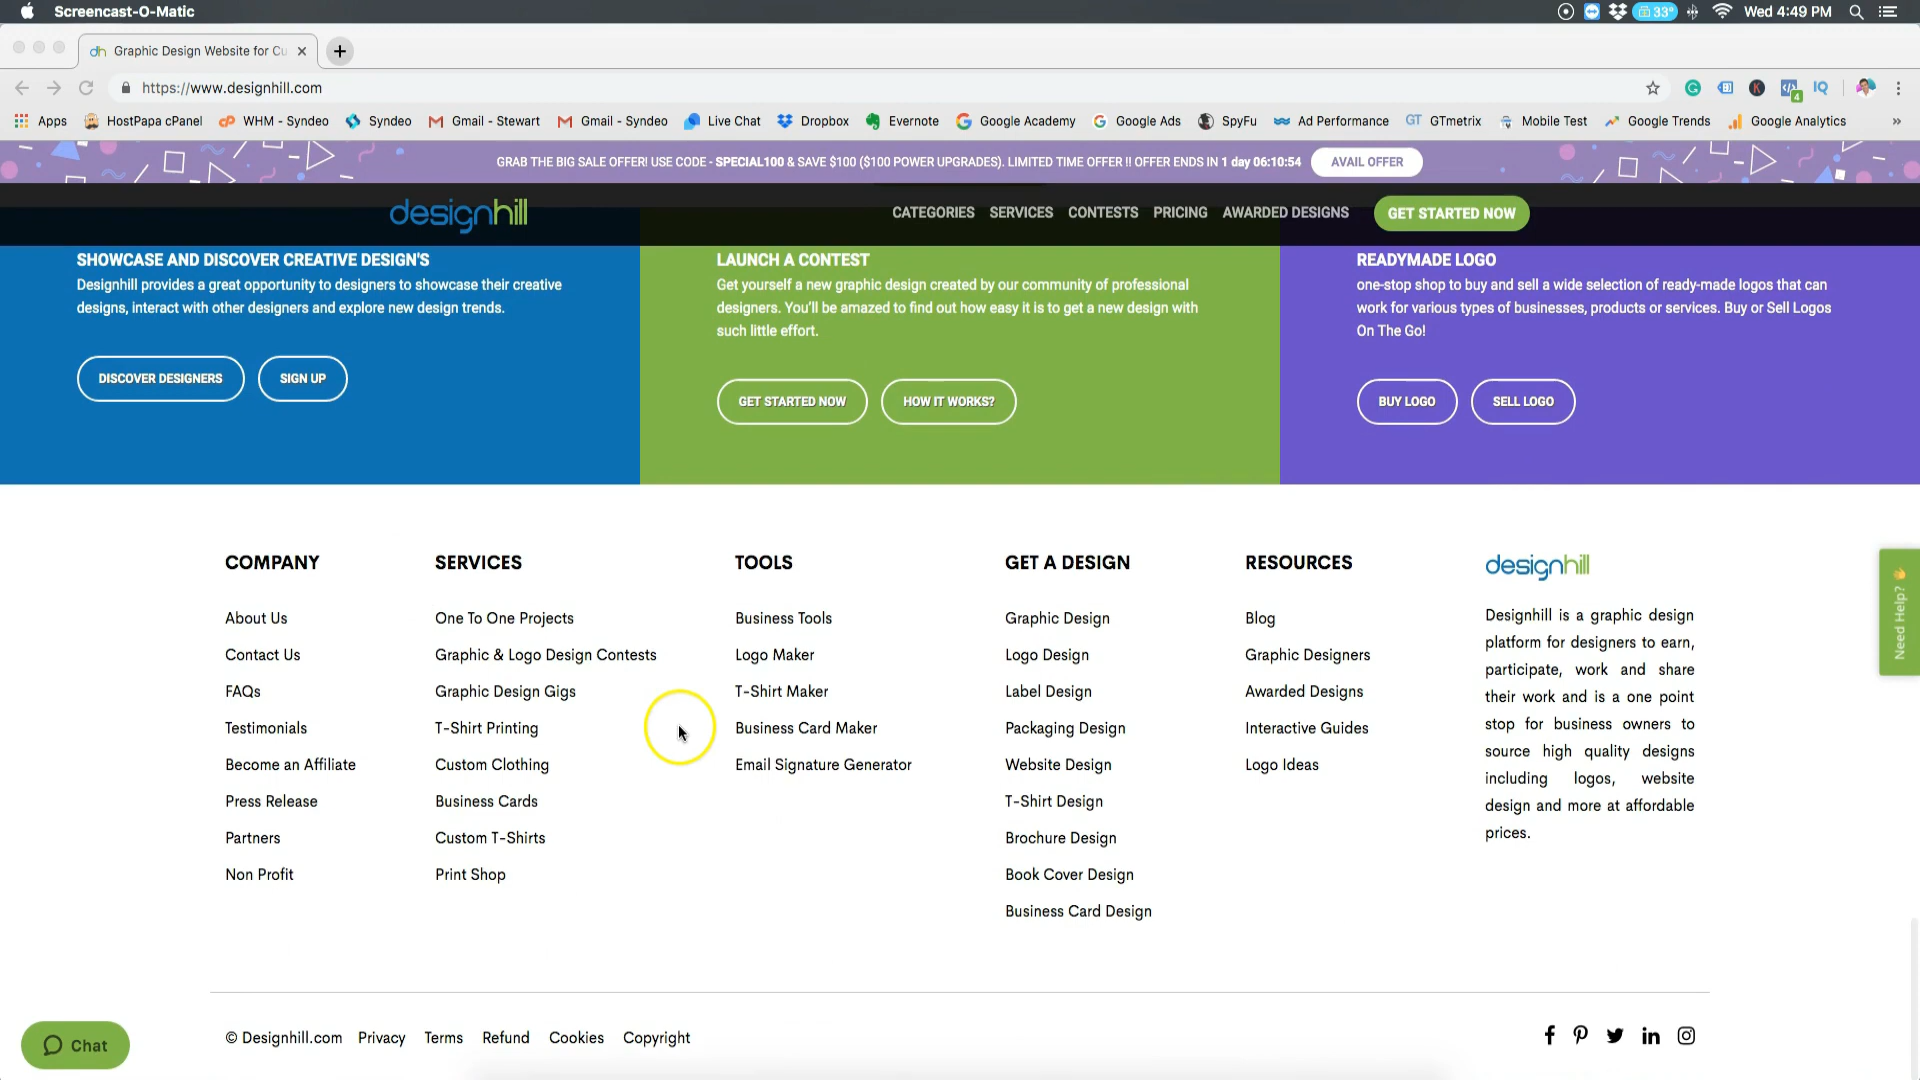 Screencast-O-Matic
33°
Wed 4:49 PM
dh Graphic Design Website for Cu
https://www.designhill.com
4
IQ
Apps
HostPapa cPanel
WHM - Syndeo
Syndeo
Gmail - Stewart
Gmail - Syndeo
Live Chat
Dropbox
Evernote
Google Academy
Google Ads
SpyFu
Ad Performance
GT GTmetrix
Mobile Test
Google Trends
Google Analytics
GRAB THE BIG SALE OFFER! USE CODE - SPECIAL100 & SAVE $100 ($100 POWER UPGRADES). LIMITED TIME OFFER !! OFFER ENDS IN 1 day 06:10:54
AVAIL OFFER
designhill
CATEGORIES
SERVICES
CONTESTS
PRICING
AWARDED DESIGNS
GET STARTED NOW
SHOWCASE AND DISCOVER CREATIVE DESIGN'S
Designhill provides a great opportunity to designers to showcase their creative
designs, interact with other designers and explore new design trends.
DISCOVER DESIGNERS
SIGN UP
LAUNCH A CONTEST
Get yourself a new graphic design created by our community of professional
designers. You'll be amazed to find out how easy it is to get a new design with
such little effort.
GET STARTED NOW
HOW IT WORKS?
READYMADE LOGO
one-stop shop to buy and sell a wide selection of ready-made logos that can
work for various types of businesses, products or services. Buy or Sell Logos
On The Go!
BUY LOGO
SELL LOGO
COMPANY
About Us
Contact Us
FAQs
Testimonials
Become an Affiliate
Press Release
Partners
Non Profit
SERVICES
One To One Projects
Graphic & Logo Design Contests
Graphic Design Gigs
T-Shirt Printing
Custom Clothing
Business Cards
Custom T-Shirts
Print Shop
TOOLS
Business Tools
Logo Maker
T-Shirt Maker
Business Card Maker
Email Signature Generator
GET A DESIGN
Graphic Design
Logo Design
Label Design
Packaging Design
Website Design
T-Shirt Design
Brochure Design
Book Cover Design
Business Card Design
RESOURCES
Blog
Graphic Designers
Awarded Designs
Interactive Guides
Logo Ideas
designhill
Designhill is a graphic design
platform for designers to earn,
participate, work and share
their work and is a one point
stop for business owners to
source high quality designs
including logos, website
design and more at affordable
prices.
Need Help?
© Designhill.com
Privacy
Terms
Refund
Cookies
Copyright
Chat